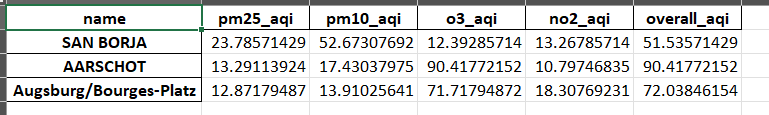 name pm25_aqi pm10_aqi o3_aqi no2_aqi overall_aqi
SAN BORJA 23.78571429 52.67307692 12.39285714 13.26785714 51.53571429
AARSCHOT 13.29113924 17.43037975 90.41772152 10.79746835 90.41772152
Augsburg/Bourges-Platz 12.87179487 13.91025641 71.71794872 18.30769231 72.03846154